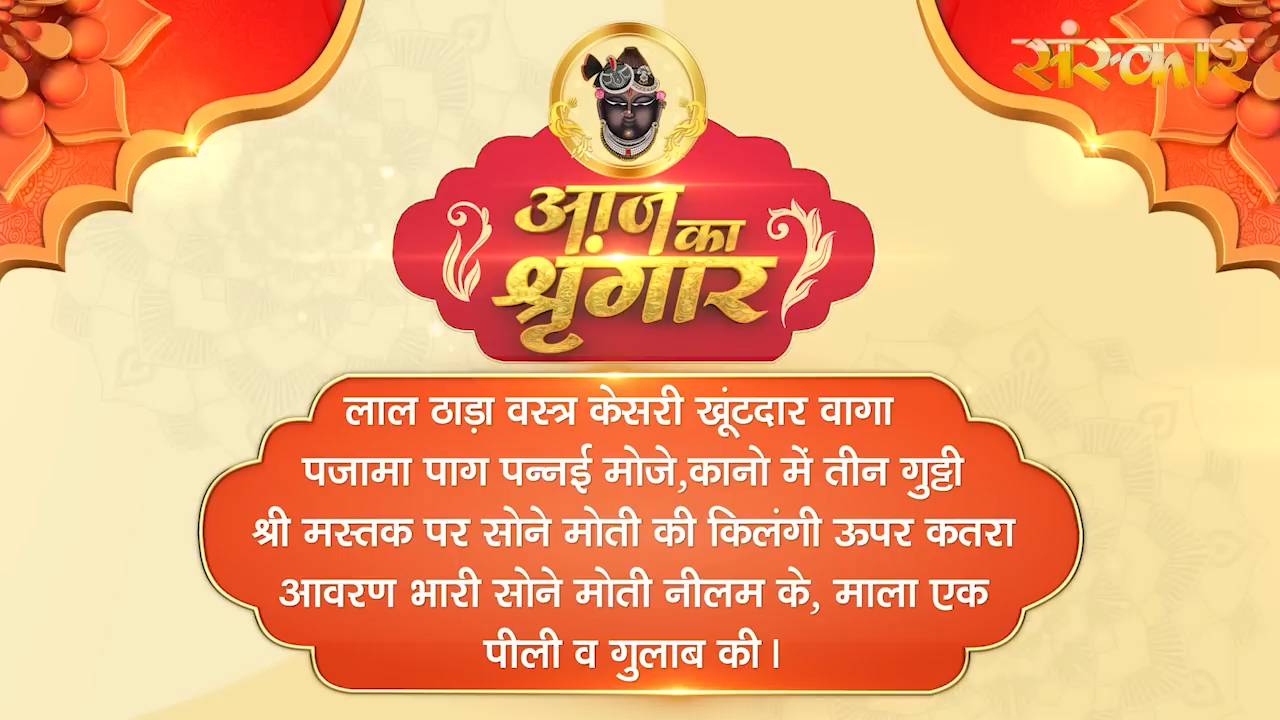 संस्कार
आज का
श्रृंगार
लाल ठाड़ा वस्त्र केसरी खूंटदार वागा
पजामा पाग पन्नई मोजे,कानो में तीन गुट्टी
श्री मस्तक पर सोने मोती की किलंगी ऊपर कतरा
आवरण भारी सोने मोती नीलम के, माला एक
पीली व गुलाब की।